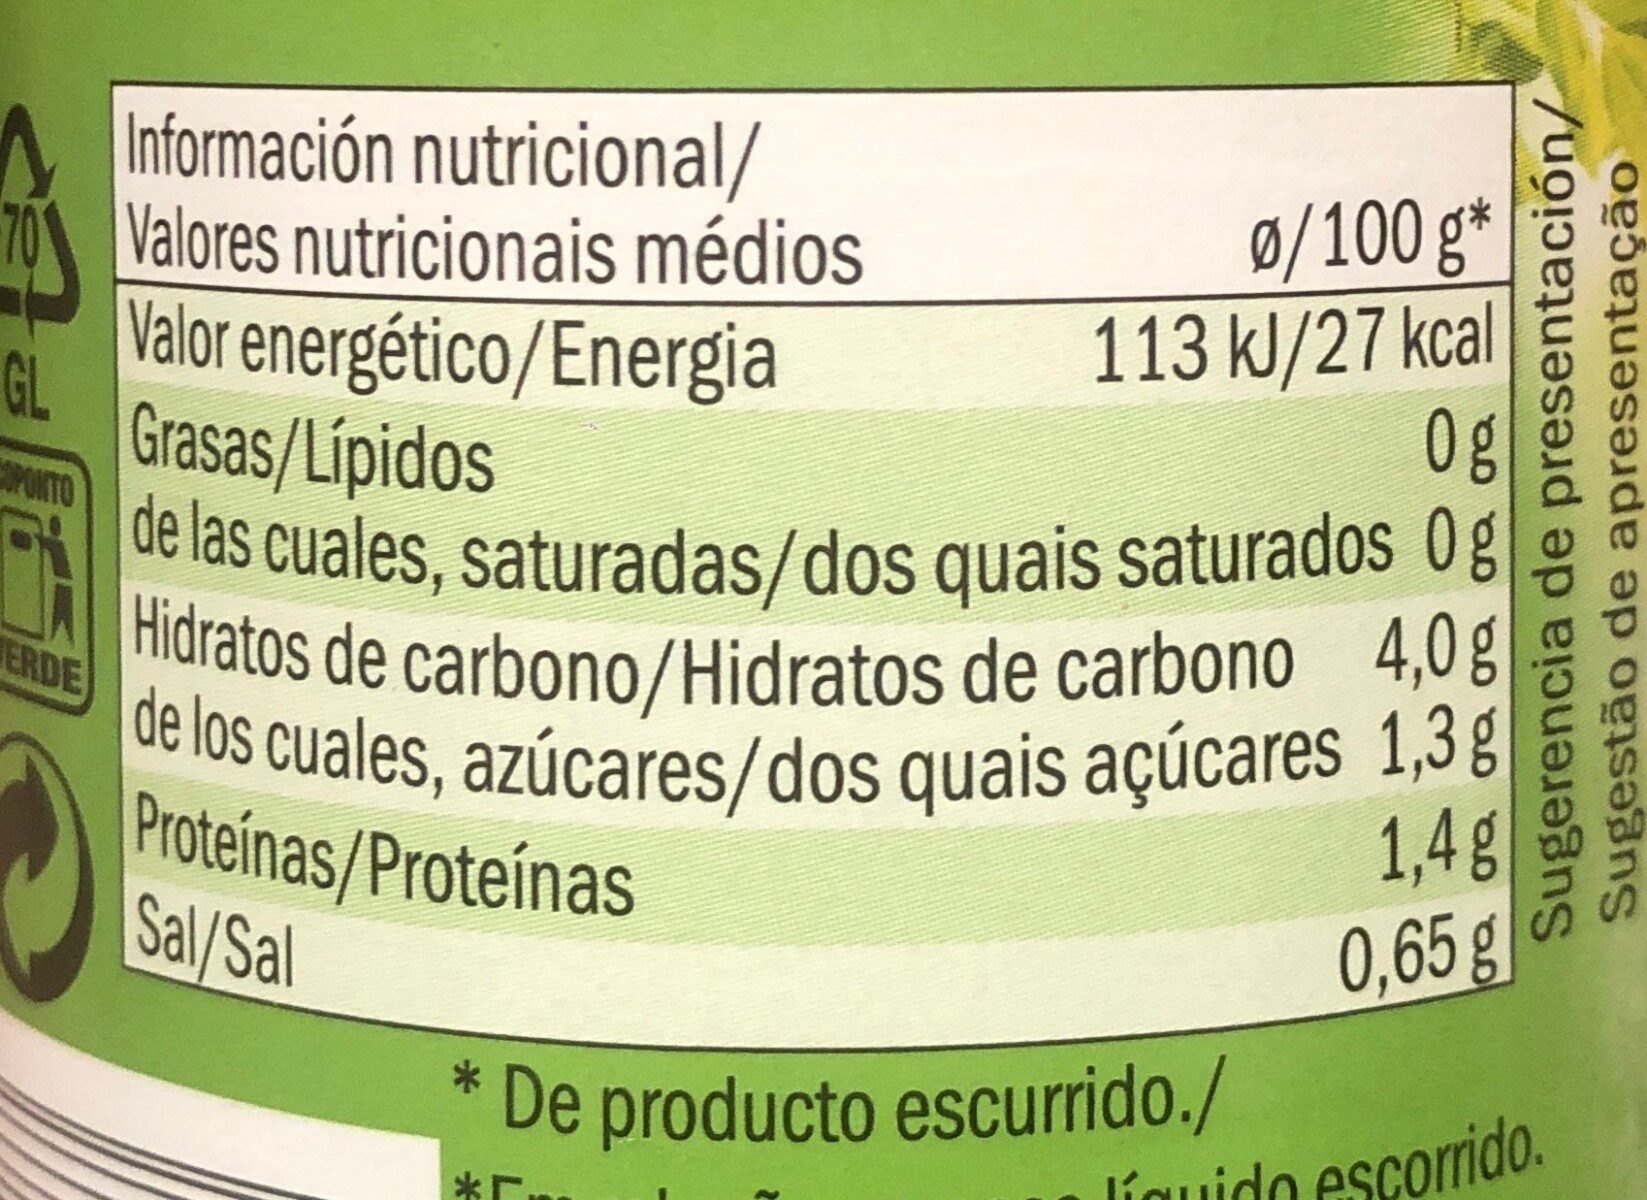 Información nutricional/
Valores nutricionais médios ø/100 g*
Valor energético/Energia 113 kJ/27 kcal
Grasas/Lípidos 0 g
de las cuales, saturadas/dos quais saturados 0 g
Hidratos de carbono/Hidratos de carbono 4,0 g
de los cuales, azúcares/dos quais açúcares 1,3 g
Proteínas/Proteínas 1,4 g
Sal/Sal 0,65 g
* De producto escurrido./
líquido escorrido.
Sugerencia de presentación/
Sugestão de apresentação
70
GL
VERDE